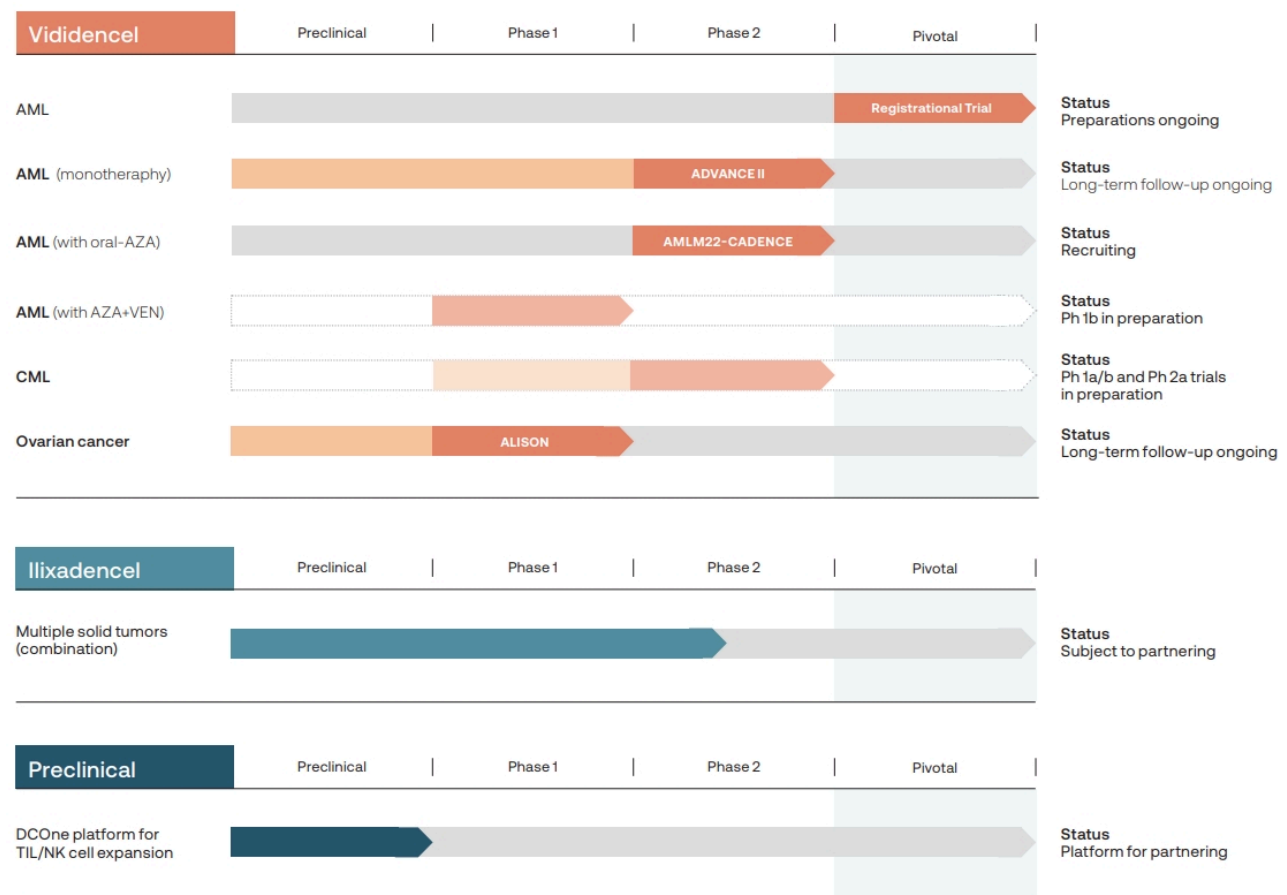 Vididencel
Preclinical
Phase 1
Phase 2
Pivotal
AML
Registrational Trial
Status
Preparations ongoing
AML (monotheraphy)
ADVANCE II
Status
Long-term follow-up ongoing
AML (with oral-AZA)
AMLM22-CADENCE
Status
Recruiting
AML (with AZA+VEN)
Status
Ph 1b in preparation
CML
Status
Ph 1a/b and Ph 2a trials
in preparation
Ovarian cancer
ALISON
Status
Long-term follow-up ongoing
Ilixadencel
Preclinical
Phase 1
Phase 2
Pivotal
Multiple solid tumors
(combination)
Status
Subject to partnering
Preclinical
Preclinical
Phase 1
Phase 2
Pivotal
DCOne platform for
TIL/NK cell expansion
Status
Platform for partnering